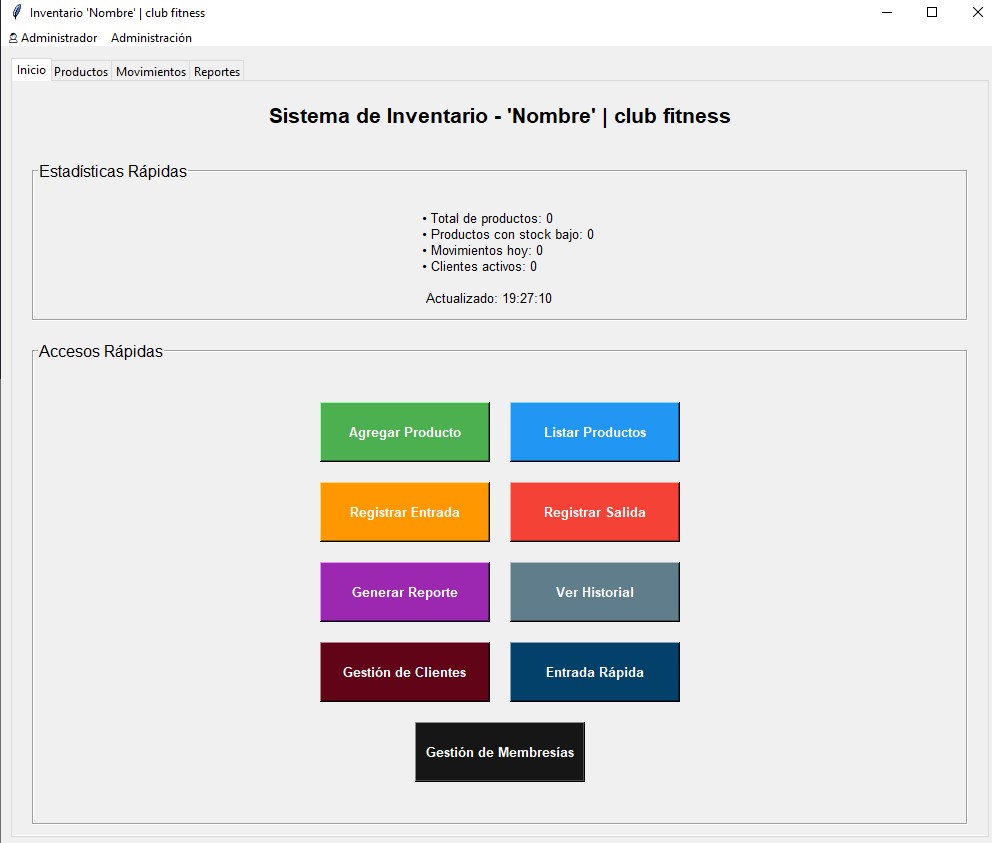 Inventario 'Nombre' | club fitness
Administrador Administración
Inicio Productos Movimientos Reportes
Sistema de Inventario - 'Nombre' | club fitness
Estadísticas Rápidas
• Total de productos: 0
• Productos con stock bajo: 0
• Movimientos hoy: 0
• Clientes activos: 0
Actualizado: 19:27:10
Accesos Rápidas
Agregar Producto Listar Productos
Registrar Entrada Registrar Salida
Generar Reporte Ver Historial
Gestión de Clientes Entrada Rápida
Gestión de Membresías